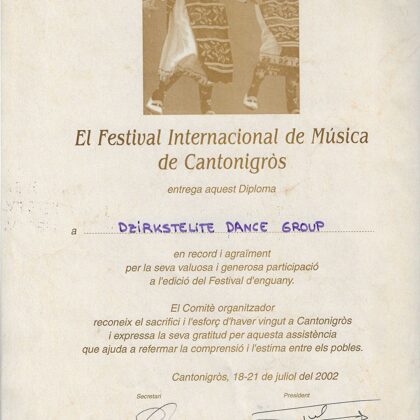 El Festival Internacional de Música
de Cantonigròs
entrega aquest Diploma
a DZIRKSTELITE DANCE GROUP
en record i agraïment
per la seva valuosa i generosa participació
a l'edició del Festival d'enguany.
El Comitè organitzador
reconeix el sacrifici i l'esforç d'haver vingut a Cantonigròs
i expressa la seva gratitud per aquesta assistència
que ajuda a refermar la comprensió i l'estima entre els pobles.
Cantonigròs, 18-21 de juliol del 2002
Secretari President